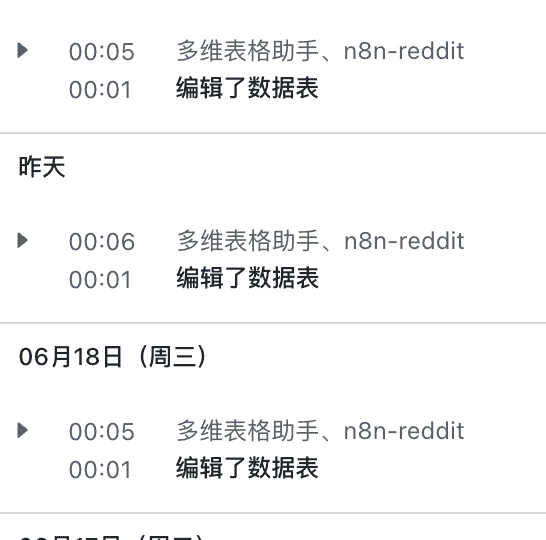 00:05 多维表格助手、n8n-reddit
00:01 编辑了数据表
昨天
00:06 多维表格助手、n8n-reddit
00:01 编辑了数据表
06月18日（周三）
00:05 多维表格助手、n8n-reddit
00:01 编辑了数据表